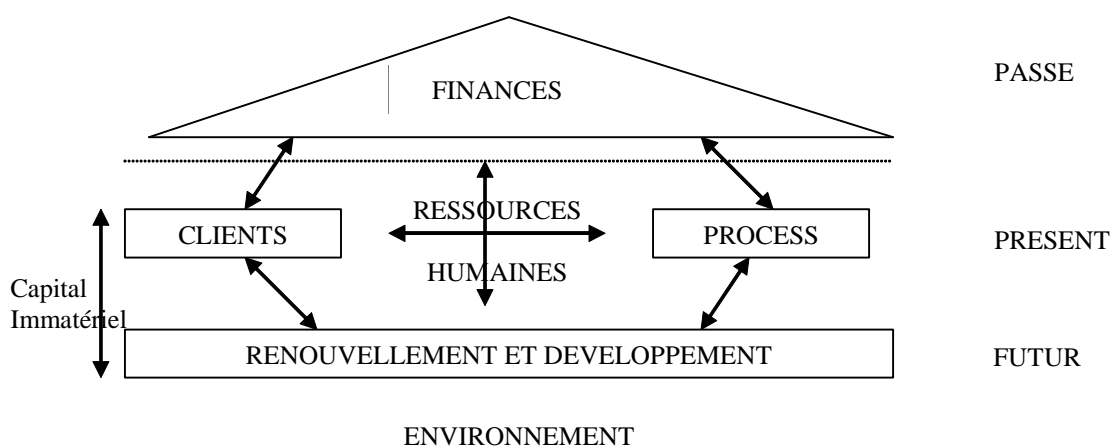 PASSE
FINANCES
RESSOURCES
CLIENTS
PROCESS
PRESENT
HUMAINES
Capital
Immatériel
RENOUVELLEMENT ET DEVELOPPEMENT
FUTUR
ENVIRONNEMENT